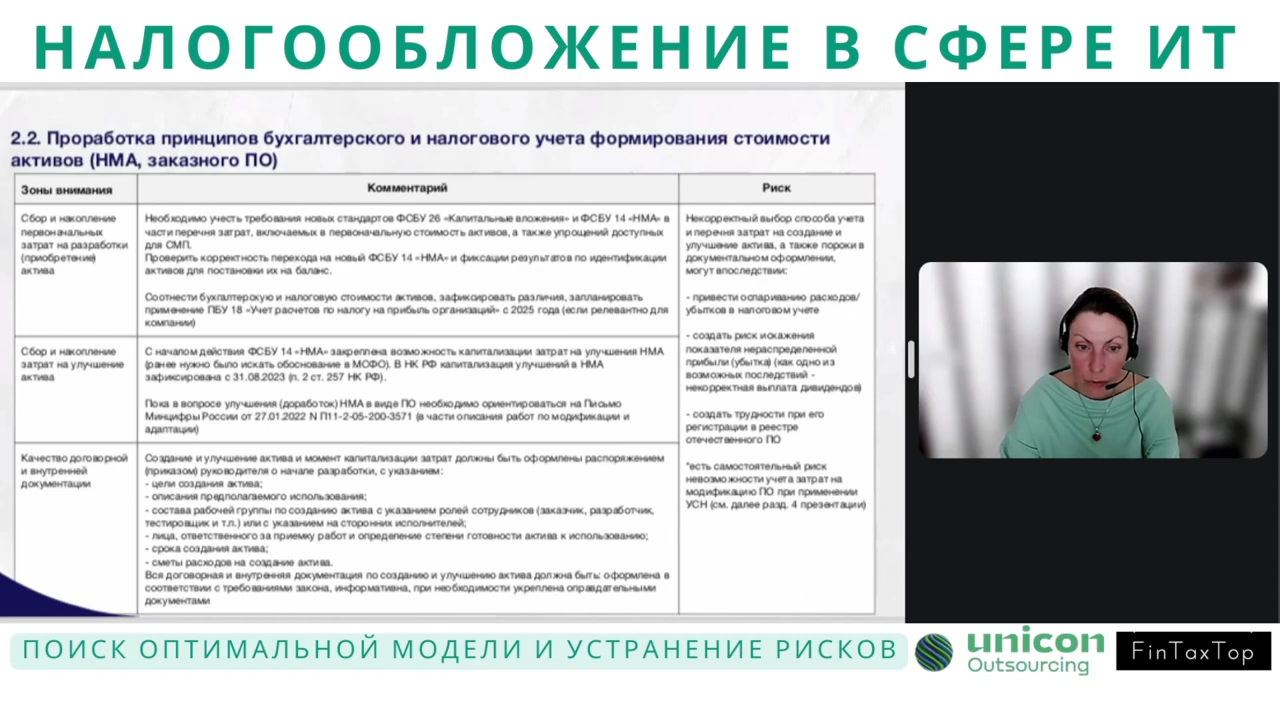 НАЛОГООБЛОЖЕНИЕ В СФЕРЕ ИТ
2.2. Проработка принципов бухгалтерского и налогового учета формирования стоимости
активов (НМА, заказного ПО)
Зоны внимания
Комментарий
Риск
Сбор и накопление
первоначальных
затрат на разработки
(приобретение)
актива
Необходимо учесть требования новых стандартов ФСБУ 26 «Капитальные вложения» и ФСБУ 14 «НМА» в
части перечня затрат, включаемых в первоначальную стоимость активов, а также упрощений доступных
для СМП.
Проверить корректность перехода на новый ФСБУ 14 «НМА» и фиксации результатов по идентификации
активов для постановки их на баланс.
Соотнести бухгалтерскую и налоговую стоимости активов, зафиксировать различия, запланировать
применение ПБУ 18 «Учет расчетов по налогу на прибыль организаций» с 2025 года (если релевантно для
компании)
Некорректный выбор способа учета
и перечня затрат на создание и
улучшение актива, а также пороки в
документальном оформлении,
могут впоследствии:
- привести оспариванию расходов/
убытков в налоговом учете
- создать риск искажения
показателя нераспределенной
прибыли (убытка) (как одно из
возможных последствий -
некорректная выплата дивидендов)
- создать трудности при его
регистрации в реестре
отечественного ПО
*есть самостоятельный риск
невозможности учета затрат на
модификацию ПО при применении
УСН (см. далее разд. 4 презентации)
Сбор и накопление
затрат на улучшение
актива
С началом действия ФСБУ 14 «НМА» закреплена возможность капитализации затрат на улучшения НМА
(ранее нужно было искать обоснование в МСФО). В НК РФ капитализация улучшений в НМА
зафиксирована с 31.08.2023 (п. 2 ст. 257 НК РФ).
Пока в вопросе улучшения (доработок) НМА в виде ПО необходимо ориентироваться на Письмо
Минцифры России от 27.01.2022 N П11-2-05-200-3571 (в части описания работ по модификации и
адаптации)
Качество договорной
и внутренней
документации
Создание и улучшение актива и момент капитализации затрат должны быть оформлены распоряжением
(приказом) руководителя о начале разработки, с указанием:
- цели создания актива;
- описания предполагаемого использования;
- состава рабочей группы по созданию актива с указанием ролей сотрудников (заказчик, разработчик,
тестировщик и т.п.) или с указанием на сторонних исполнителей;
- лица, ответственного за приемку работ и определение степени готовности актива к использованию;
- срока создания актива;
- сметы расходов на создание актива.
Вся договорная и внутренняя документация по созданию и улучшению актива должна быть: оформлена в
соответствии с требованиями закона, информативна, при необходимости укреплена оправдательными
документами
ПОИСК ОПТИМАЛЬНОЙ МОДЕЛИ И УСТРАНЕНИЕ РИСКОВ
unicon
Outsourcing
FinTaxTop